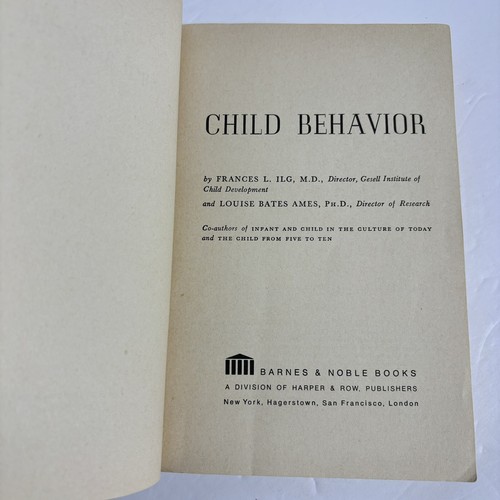 CHILD BEHAVIOR
by FRANCES L. ILG, M.D., Director, Gesell Institute of
Child Development
and LOUISE BATES AMES, PH.D., Director of Research
Co-authors of INFANT AND CHILD IN THE CULTURE OF TODAY
and THE CHILD FROM FIVE TO TEN
BARNES & NOBLE BOOKS
A DIVISION OF HARPER & ROW, PUBLISHERS
New York, Hagerstown, San Francisco, London